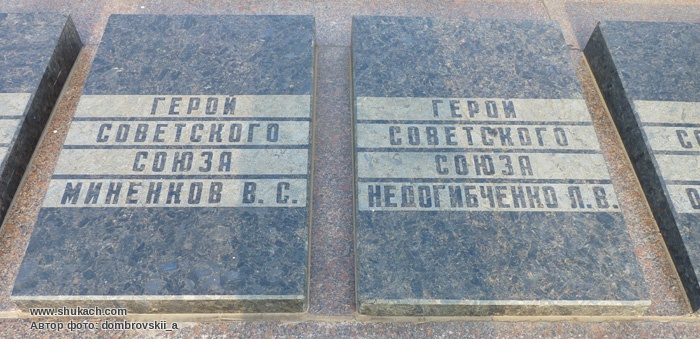 ГЕРОЙ
СОВЕТСКОГО
СОЮЗА
МИНЕНКОВ В. С.
ГЕРОЙ
СОВЕТСКОГО
СОЮЗА
НЕДОГИБЧЕНКО Л.В.
www.shukach.com
Автор фото: dombrovskii_a